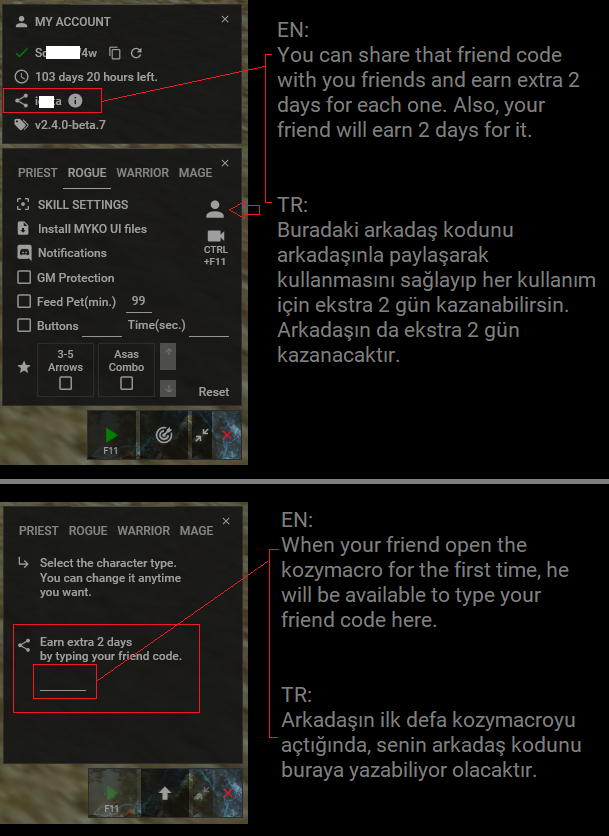 MY ACCOUNT
103 days 20 hours left.
v2.4.0-beta.7
PRIEST ROGUE WARRIOR MAGE
SKILL SETTINGS
Install MYKO UI files
Notifications
CTRL
+F11
GM Protection
Feed Pet(min.) 99
Buttons Time(sec.)
3-5
Arrows
Asas
Combo
Reset
F11
EN:
You can share that friend code
with you friends and earn extra 2
days for each one. Also, your
friend will earn 2 days for it.
TR:
Buradaki arkadaş kodunu
arkadaşınla paylaşarak
kullanmasını sağlayıp her kullanım
için ekstra 2 gün kazanabilirsin.
Arkadaşın da ekstra 2 gün
kazanacaktır.
PRIEST ROGUE WARRIOR MAGE
Select the character type.
You can change it anytime
you want.
Earn extra 2 days
by typing your friend code.
F11
EN:
When your friend open the
kozymacro for the first time, he
will be available to type your
friend code here.
TR:
Arkadaşın ilk defa kozymacroyu
açtığında, senin arkadaş kodunu
buraya yazabiliyor olacaktır.